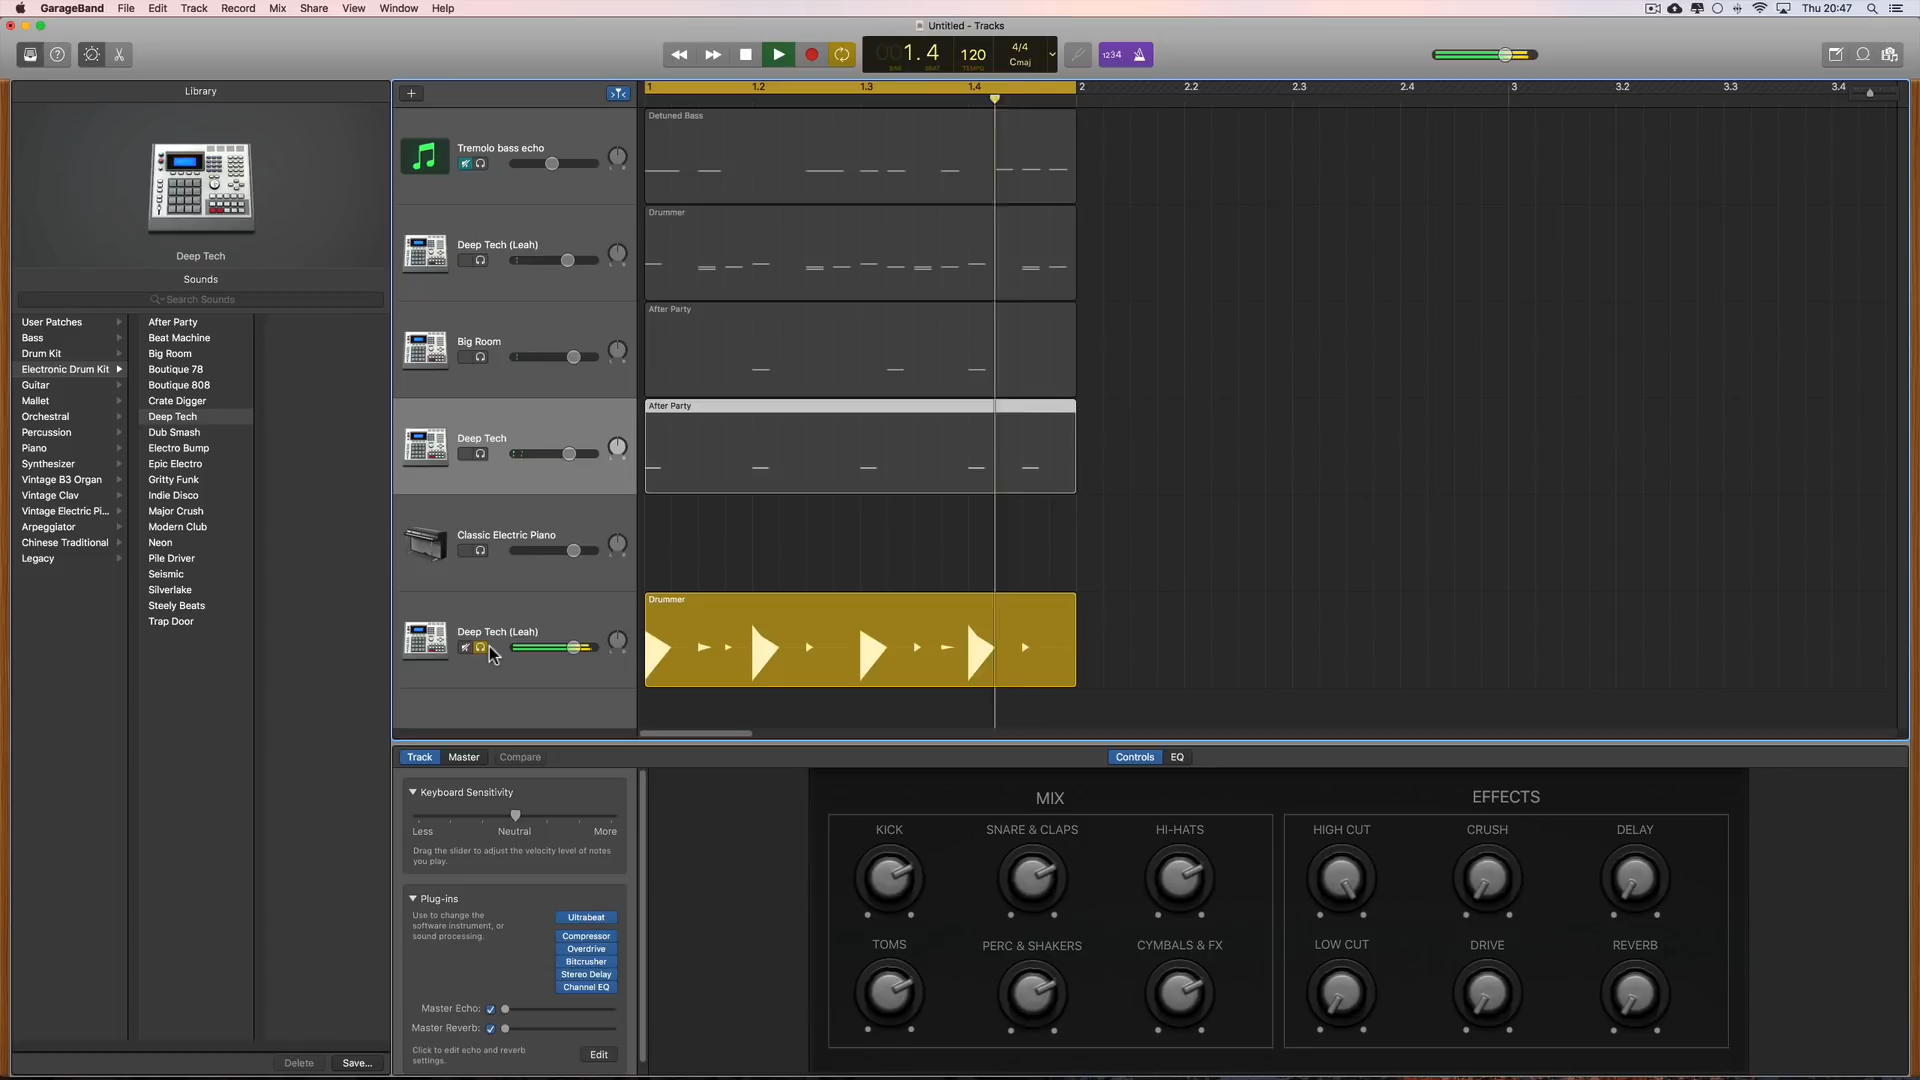 GarageBand File Edit Track Record Mix Share View Window Help
Thu 20:47
Untitled - Tracks
1.4
120
4/4
Cmaj
BAR BEAT TEMPO
1234
Library
Deep Tech
Sounds
Search Sounds
User Patches
Bass
Drum Kit
Electronic Drum Kit
Guitar
Mallet
Orchestral
Percussion
Piano
Synthesizer
Vintage B3 Organ
Vintage Clav
Vintage Electric Pi...
Arpeggiator
Chinese Traditional
Legacy
After Party
Beat Machine
Big Room
Boutique 78
Boutique 808
Crate Digger
Deep Tech
Dub Smash
Electro Bump
Epic Electro
Gritty Funk
Indie Disco
Major Crush
Modern Club
Neon
Pile Driver
Seismic
Silverlake
Steely Beats
Trap Door
Delete Save...
1 1.2 1.3 1.4 2 2.2 2.3 2.4 3 3.2 3.3 3.4
Tremolo bass echo
Detuned Bass
Deep Tech (Leah)
Drummer
Big Room
After Party
Deep Tech
After Party
Classic Electric Piano
Deep Tech (Leah)
Drummer
Track Master Compare
Controls EQ
Keyboard Sensitivity
Less Neutral More
Drag the slider to adjust the velocity level of notes
you play.
Plug-ins
Use to change the
software instrument, or
sound processing.
Ultrabeat
Compressor
Overdrive
Bitcrusher
Stereo Delay
Channel EQ
Master Echo:
Master Reverb:
Click to edit echo and reverb
settings.
Edit
MIX
KICK SNARE & CLAPS HI-HATS
TOMS PERC & SHAKERS CYMBALS & FX
EFFECTS
HIGH CUT CRUSH DELAY
LOW CUT DRIVE REVERB